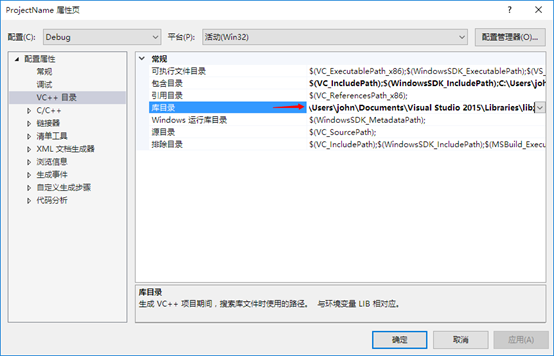 ProjectName 属性页
配置(C): Debug 平台(P): 活动(Win32) 配置管理器(O)...
配置属性
常规
调试
VC++ 目录
C/C++
链接器
清单工具
XML 文档生成器
浏览信息
生成事件
自定义生成步骤
代码分析
常规
可执行文件目录 $(VC_ExecutablePath_x86);$(WindowsSDK_ExecutablePath);$(VS_
包含目录 $(VC_IncludePath);$(WindowsSDK_IncludePath);C:\Users\joh
引用目录 $(VC_ReferencesPath_x86);
库目录 \Users\john\Documents\Visual Studio 2015\Libraries\lib;
Windows 运行库目录 $(WindowsSDK_MetadataPath);
源目录 $(VC_SourcePath);
排除目录 $(VC_IncludePath);$(WindowsSDK_IncludePath);$(MSBuild_Execu
库目录
生成 VC++ 项目期间，搜索库文件时使用的路径。 与环境变量 LIB 相对应。
确定 取消 应用(A)